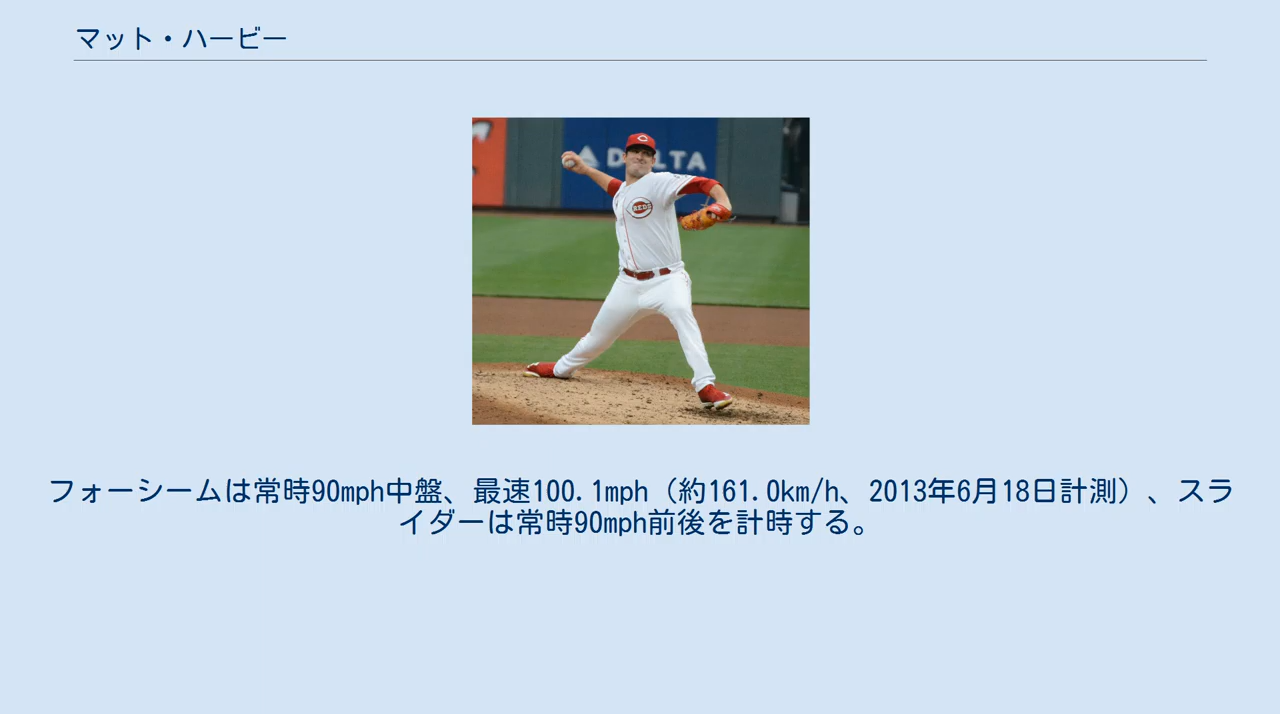 マット・ハービー
DELTA
REDS
フォーシームは常時90mph中盤、最速100.1mph（約161.0km/h、2013年6月18日計測）、スラ
イダーは常時90mph前後を計時する。